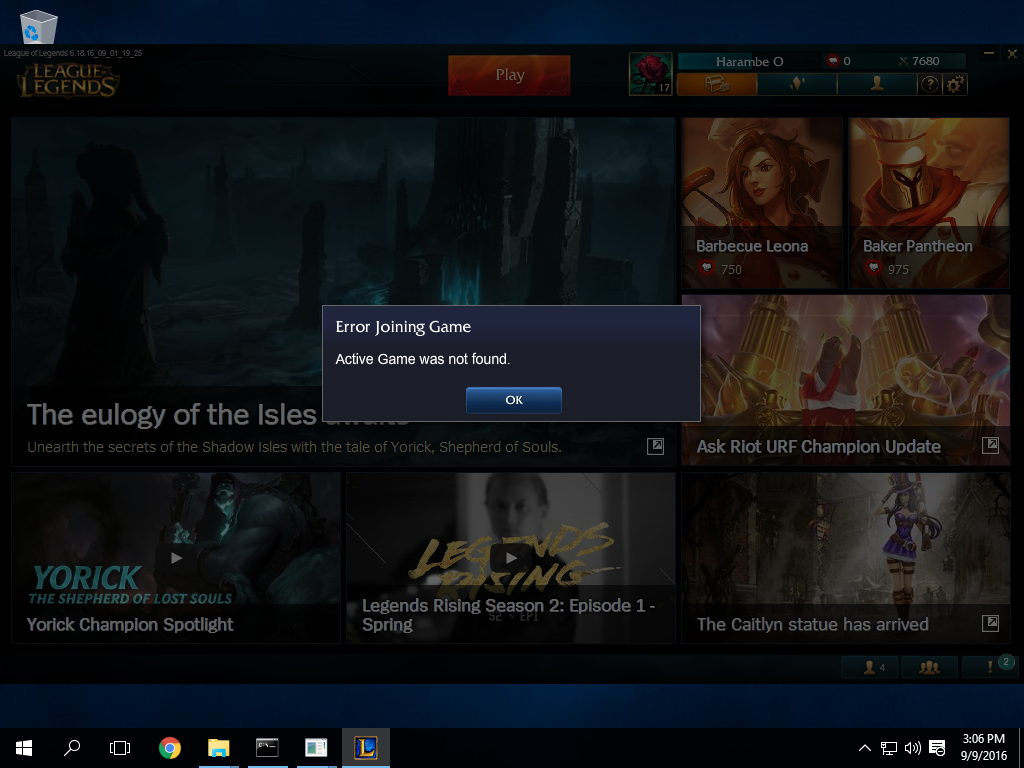 League of Legends 6.18.16_09_01_19_25
LEAGUE
of
LEGENDS
Play
17
Harambe O
0
7680
?
Barbecue Leona
750
Baker Pantheon
975
Error Joining Game
Active Game was not found.
OK
The eulogy of the Isles awaits
Unearth the secrets of the Shadow Isles with the tale of Yorick, Shepherd of Souls.
Ask Riot URF Champion Update
YORICK
THE SHEPHERD OF LOST SOULS
Yorick Champion Spotlight
LEGENDS
RISING
S2 EP1
Legends Rising Season 2: Episode 1 -
Spring
The Caitlyn statue has arrived
4
!
2
L
3:06 PM
9/9/2016